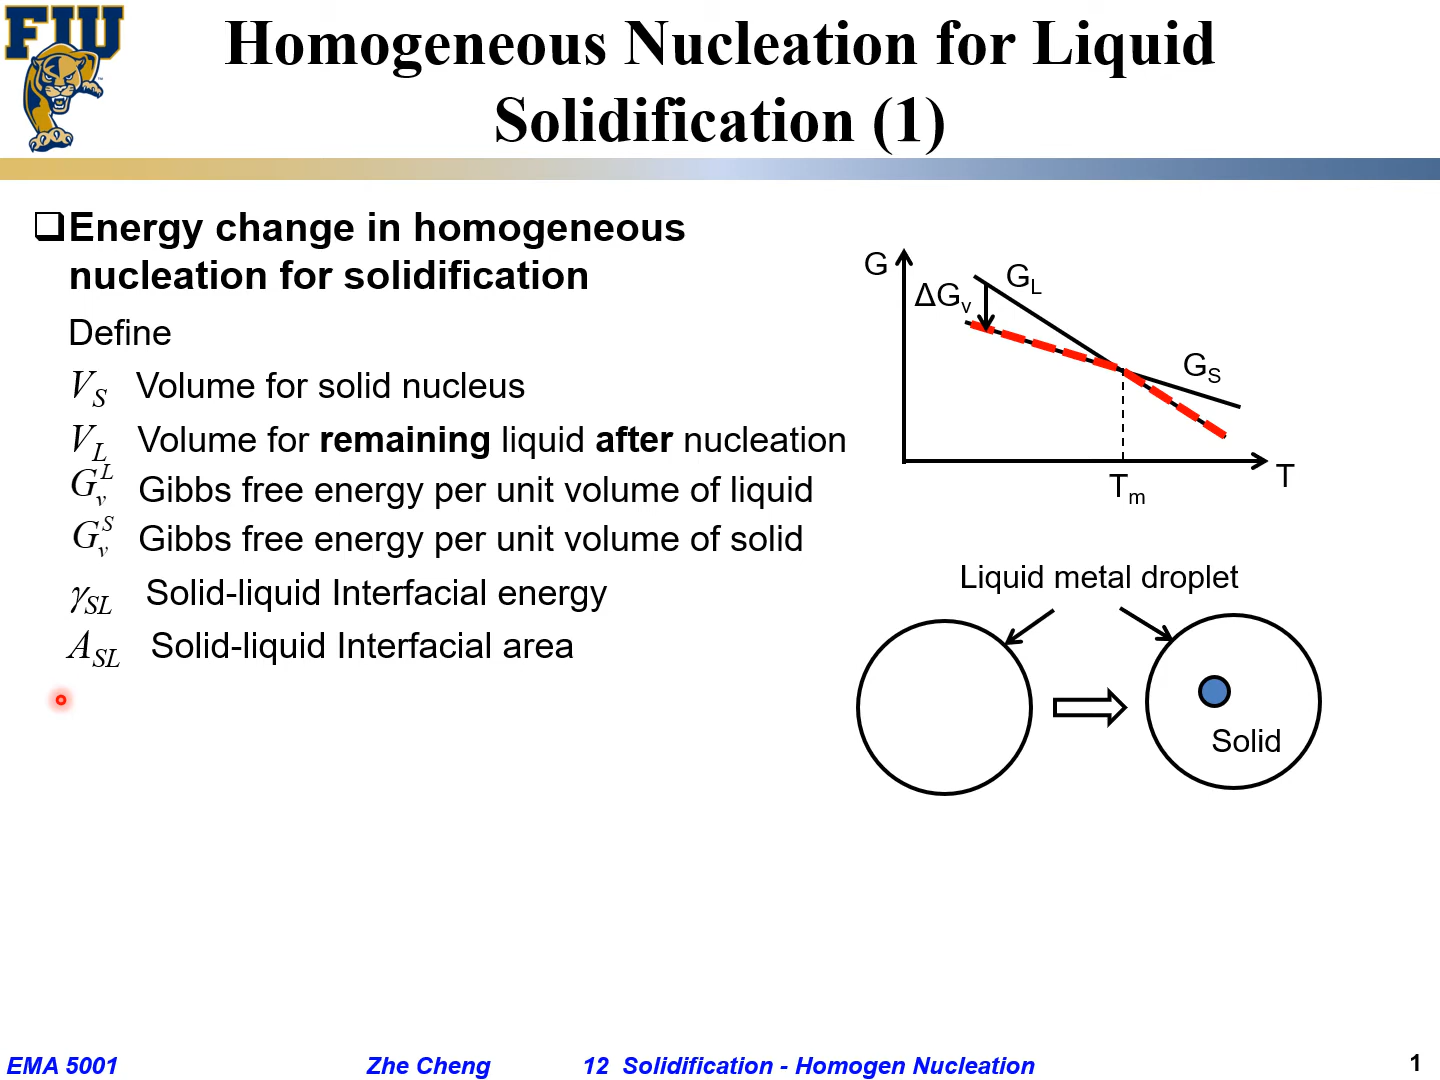 FIU
Homogeneous Nucleation for Liquid
Solidification (1)
❑Energy change in homogeneous
nucleation for solidification
Define
V_S Volume for solid nucleus
V_L Volume for remaining liquid after nucleation
G_v^L Gibbs free energy per unit volume of liquid
G_v^S Gibbs free energy per unit volume of solid
γ_SL Solid-liquid Interfacial energy
A_SL Solid-liquid Interfacial area
G
ΔG_v
G_L
G_S
T_m
T
Liquid metal droplet
Solid
EMA 5001 Zhe Cheng 12 Solidification - Homogen Nucleation 1